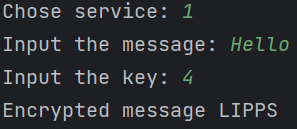 Chose service: 1
Input the message: Hello
Input the key: 4
Encrypted message LIPPS